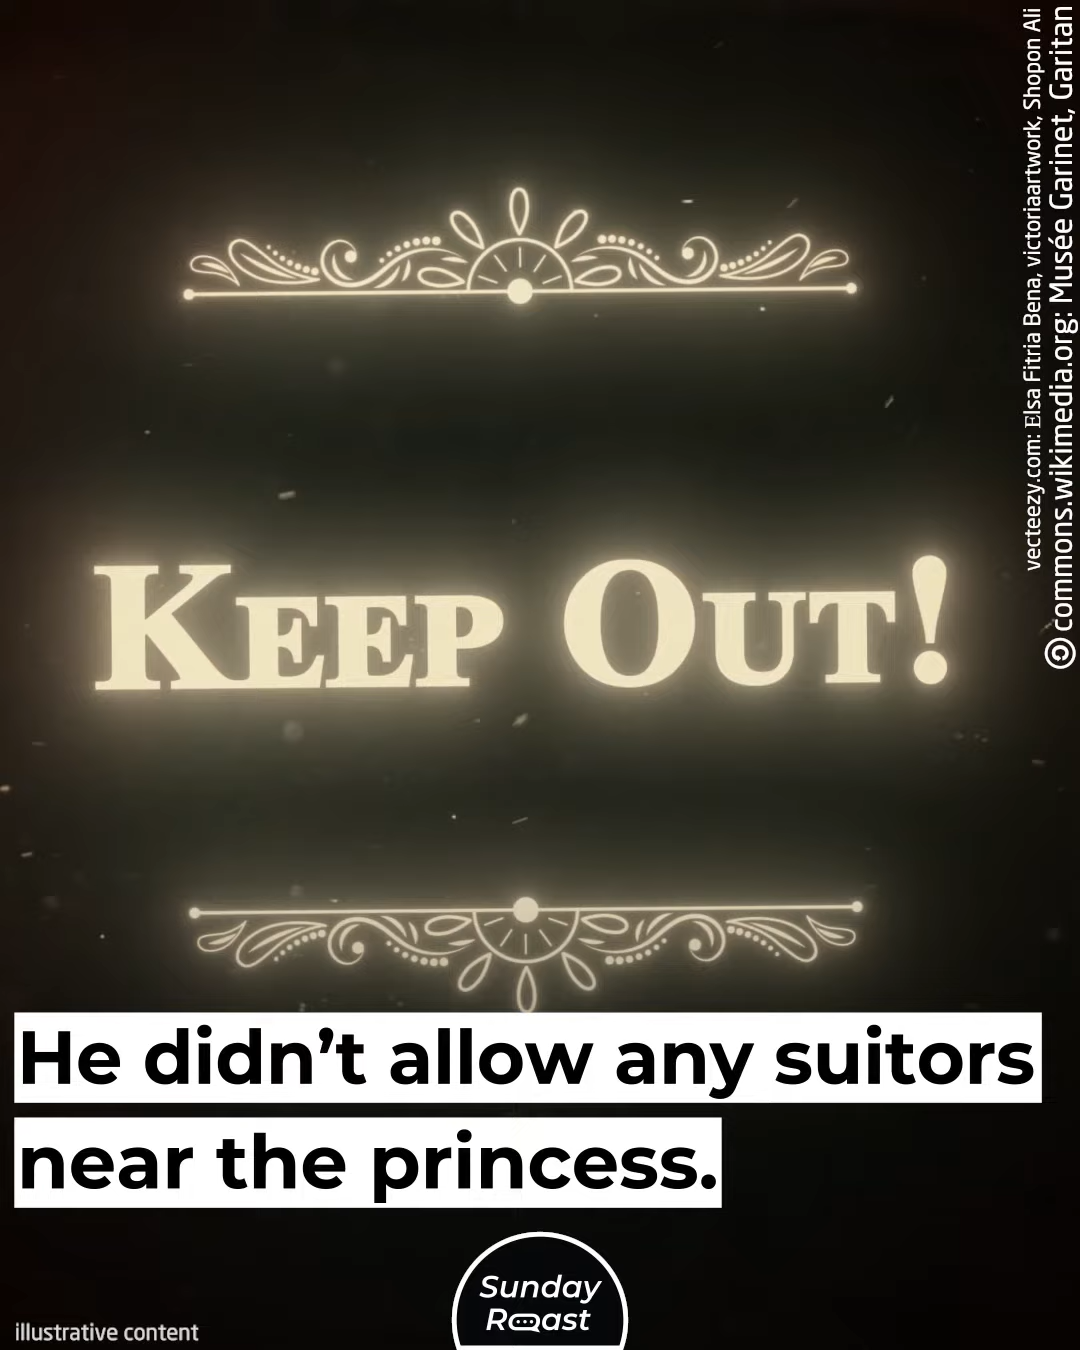 vecteezy.com: Elsa Fitria Bena, victoriaartwork, Shopon Ali
© commons.wikimedia.org: Musée Garinet, Garitan
Keep Out!
He didn’t allow any suitors
near the princess.
Sunday
Roast
illustrative content